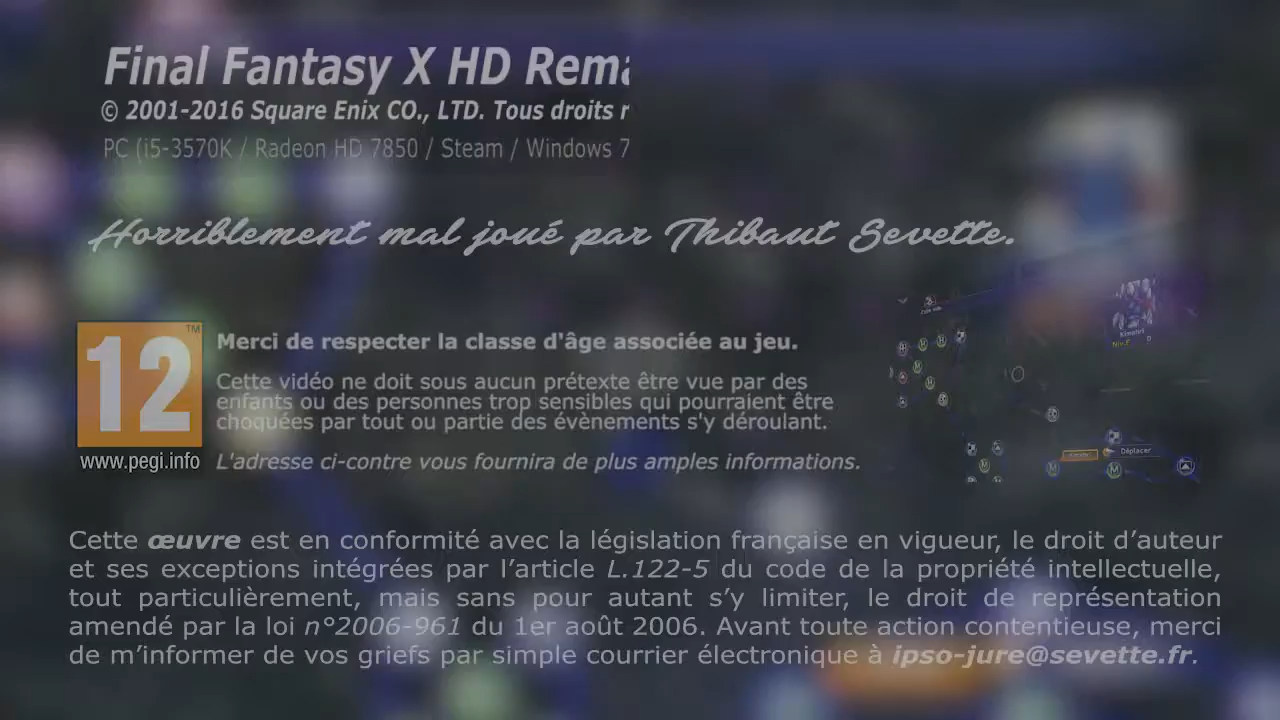 Final Fantasy X HD Rema
© 2001-2016 Square Enix CO., LTD. Tous droits r
PC (i5-3570K / Radeon HD 7850 / Steam / Windows 7
Horriblement mal joué par Thibaut Sevette.
12 ™
www.pegi.info
Merci de respecter la classe d'âge associée au jeu.
Cette vidéo ne doit sous aucun prétexte être vue par des
enfants ou des personnes trop sensibles qui pourraient être
choquées par tout ou partie des évènements s'y déroulant.
L'adresse ci-contre vous fournira de plus amples informations.
Kimahri
Niv.É 0
Déplacer
Cette œuvre est en conformité avec la législation française en vigueur, le droit d’auteur
et ses exceptions intégrées par l’article L.122-5 du code de la propriété intellectuelle,
tout particulièrement, mais sans pour autant s’y limiter, le droit de représentation
amendé par la loi n°2006-961 du 1er août 2006. Avant toute action contentieuse, merci
de m’informer de vos griefs par simple courrier électronique à ipso-jure@sevette.fr.